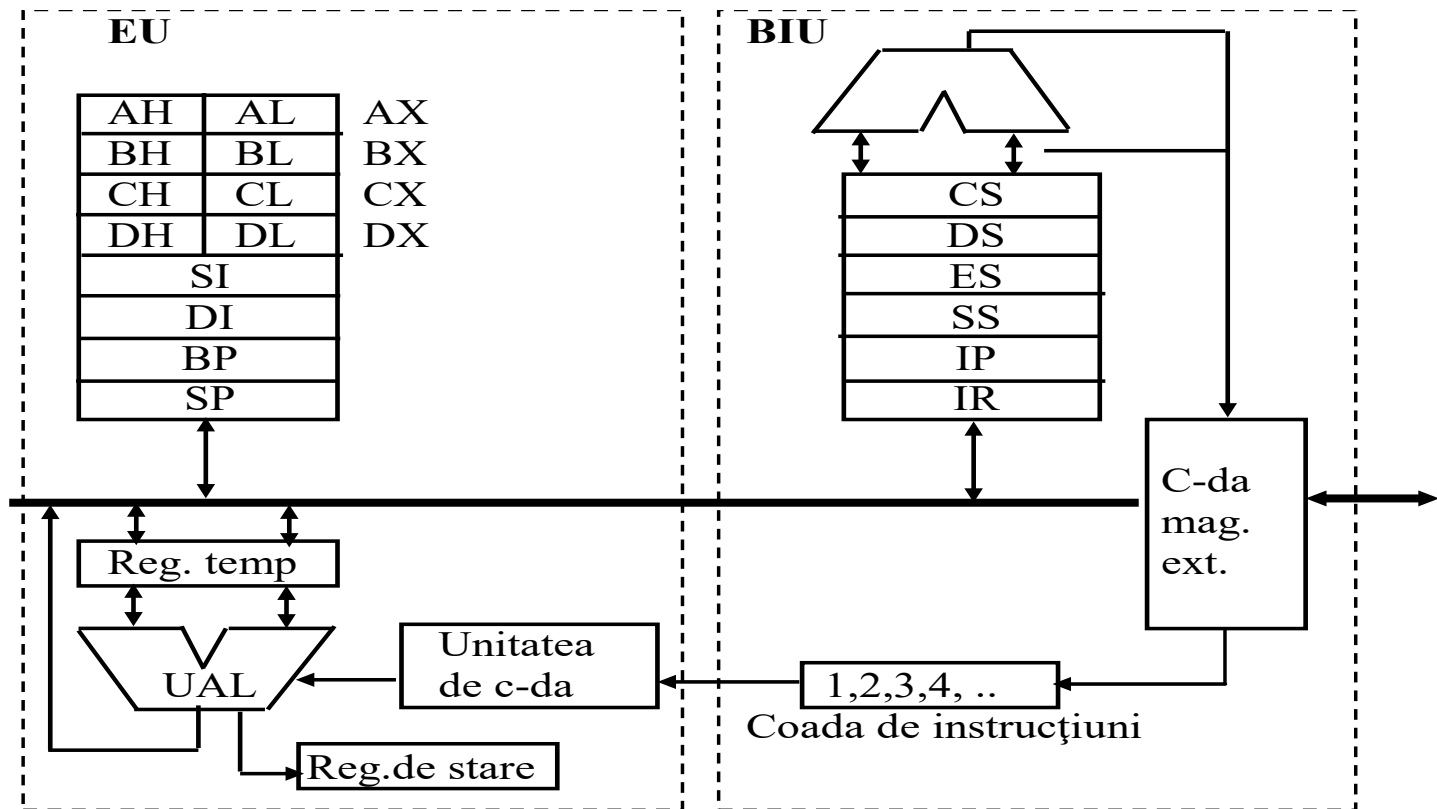 EU
AH AL AX
BH BL BX
CH CL CX
DH DL DX
SI
DI
BP
SP
Reg. temp
UAL
Unitatea
de c-da
Reg.de stare
BIU
CS
DS
ES
SS
IP
IR
C-da
mag.
ext.
1,2,3,4, ..
Coada de instrucţiuni